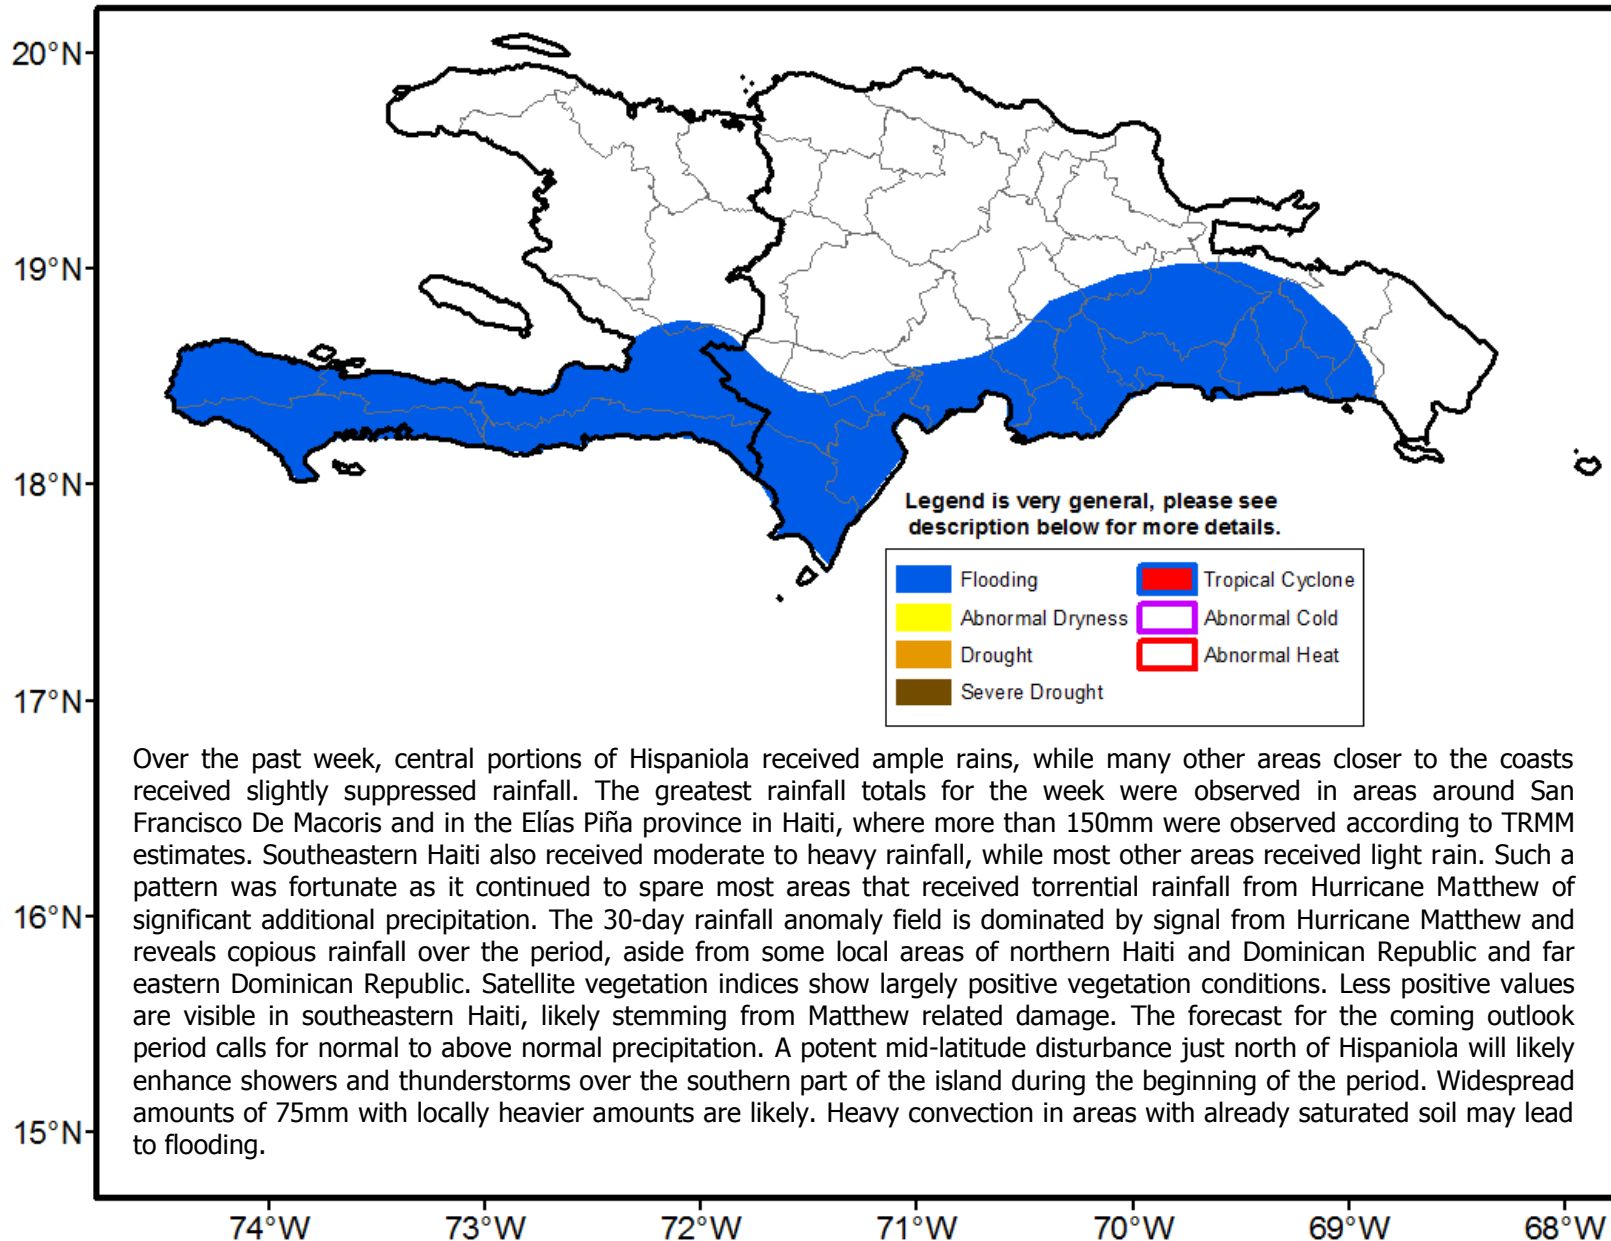 20°N
19°N
18°N
17°N
16°N
15°N
Legend is very general, please see
description below for more details.
Flooding
Tropical Cyclone
Abnormal Dryness
Abnormal Cold
Drought
Abnormal Heat
Severe Drought
Over the past week, central portions of Hispaniola received ample rains, while many other areas closer to the coasts
received slightly suppressed rainfall. The greatest rainfall totals for the week were observed in areas around San
Francisco De Macoris and in the Elías Piña province in Haiti, where more than 150mm were observed according to TRMM
estimates. Southeastern Haiti also received moderate to heavy rainfall, while most other areas received light rain. Such a
pattern was fortunate as it continued to spare most areas that received torrential rainfall from Hurricane Matthew of
significant additional precipitation. The 30-day rainfall anomaly field is dominated by signal from Hurricane Matthew and
reveals copious rainfall over the period, aside from some local areas of northern Haiti and Dominican Republic and far
eastern Dominican Republic. Satellite vegetation indices show largely positive vegetation conditions. Less positive values
are visible in southeastern Haiti, likely stemming from Matthew related damage. The forecast for the coming outlook
period calls for normal to above normal precipitation. A potent mid-latitude disturbance just north of Hispaniola will likely
enhance showers and thunderstorms over the southern part of the island during the beginning of the period. Widespread
amounts of 75mm with locally heavier amounts are likely. Heavy convection in areas with already saturated soil may lead
to flooding.
74°W
73°W
72°W
71°W
70°W
69°W
68°W